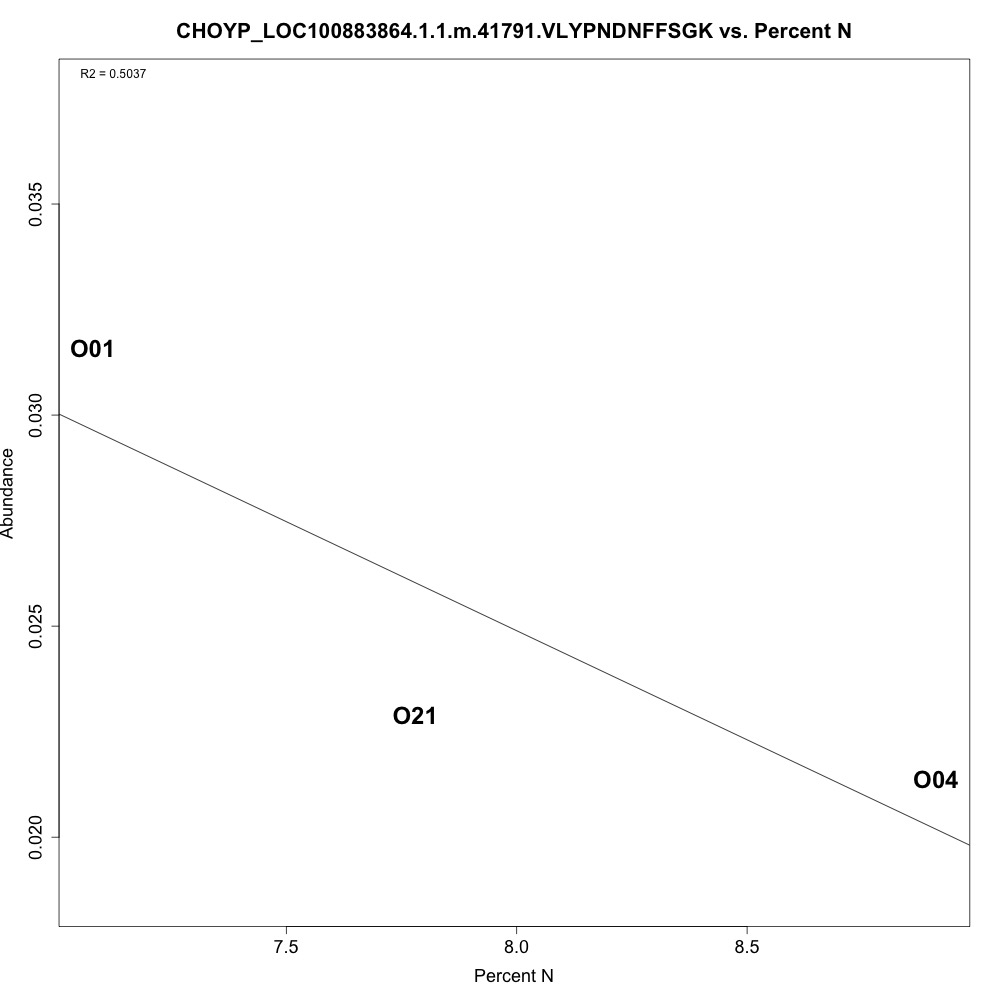 CHOYP_LOC100883864.1.1.m.41791.VLYPNDNFFSGK vs. Percent N
R2 = 0.5037
0.035
O01
0.030
Abundance
0.025
O21
O04
0.020
7.5 8.0 8.5
Percent N